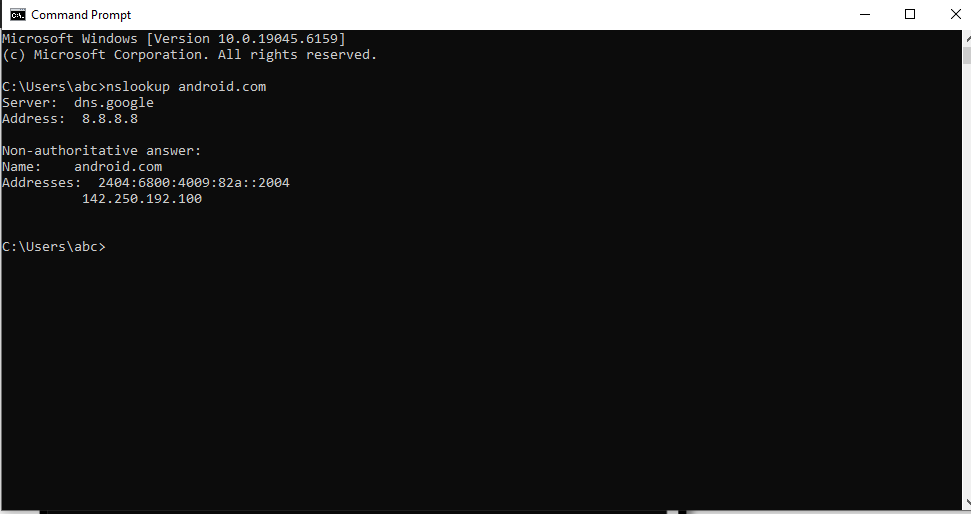 Command Prompt
Microsoft Windows [Version 10.0.19045.6159]
(c) Microsoft Corporation. All rights reserved.
C:\Users\abc>nslookup android.com
Server:  dns.google
Address:  8.8.8.8
Non-authoritative answer:
Name:    android.com
Addresses:  2404:6800:4009:82a::2004
          142.250.192.100
C:\Users\abc>